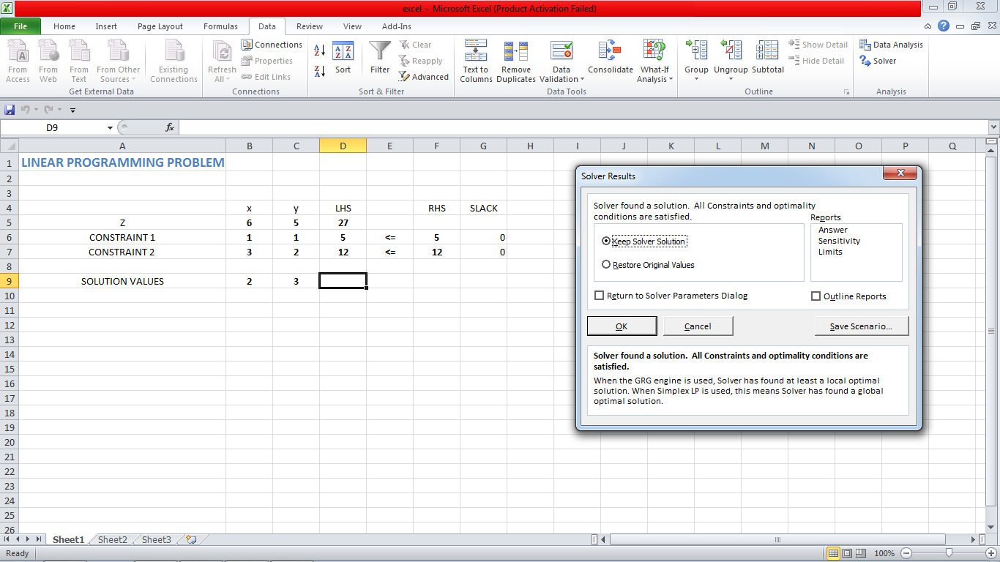 excel - Microsoft Excel (Product Activation Failed)
File Home Insert Page Layout Formulas Data Review View Add-Ins
From Access
From Web
From Text
From Other Sources
Existing Connections
Get External Data
Refresh All
Connections
Properties
Edit Links
Connections
Sort
Filter
Clear
Reapply
Advanced
Sort & Filter
Text to Columns
Remove Duplicates
Data Validation
Consolidate
What-If Analysis
Data Tools
Group
Ungroup
Subtotal
Show Detail
Hide Detail
Outline
Data Analysis
Solver
Analysis
D9 fx
A B C D E F G H I J K L M N O P Q
1 LINEAR PROGRAMMING PROBLEM
2
3
4 x y LHS RHS SLACK
5 Z 6 5 27
6 CONSTRAINT 1 1 1 5 <= 5 0
7 CONSTRAINT 2 3 2 12 <= 12 0
8
9 SOLUTION VALUES 2 3
10
11
12
13
14
15
16
17
18
19
20
21
22
23
24
25
26
Solver Results
Solver found a solution. All Constraints and optimality
conditions are satisfied.
Keep Solver Solution
Restore Original Values
Reports
Answer
Sensitivity
Limits
Return to Solver Parameters Dialog
Outline Reports
OK Cancel Save Scenario...
Solver found a solution. All Constraints and optimality conditions are
satisfied.
When the GRG engine is used, Solver has found at least a local optimal
solution. When Simplex LP is used, this means Solver has found a global
optimal solution.
Sheet1 Sheet2 Sheet3
Ready 100%